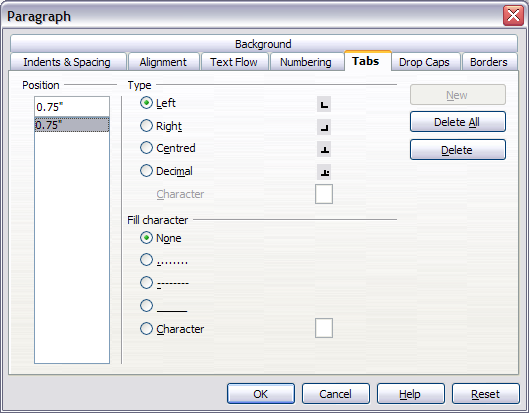 Paragraph
Background
Indents & Spacing Alignment Text Flow Numbering Tabs Drop Caps Borders
Position
0.75"
0.75"
Type
Left
Right
Centred
Decimal
Character
Fill character
None
.........
--------
______
Character
New
Delete All
Delete
OK Cancel Help Reset